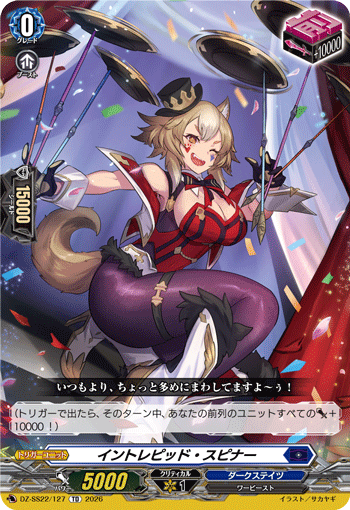 0
グレード
+10000
ブースト
15000
シールド
いつもより、ちょっと多めにまわしてますよ〜ぅ!
(トリガーで出たら、そのターン中、あなたの前列のユニットすべての+
10000!)
トリガーユニット
イントレピッド・スピナー
パワー
5000
クリティカル
1
ダークステイツ
ワービースト
DZ-SS22/127 TD 2026
イラスト/サカヤギ